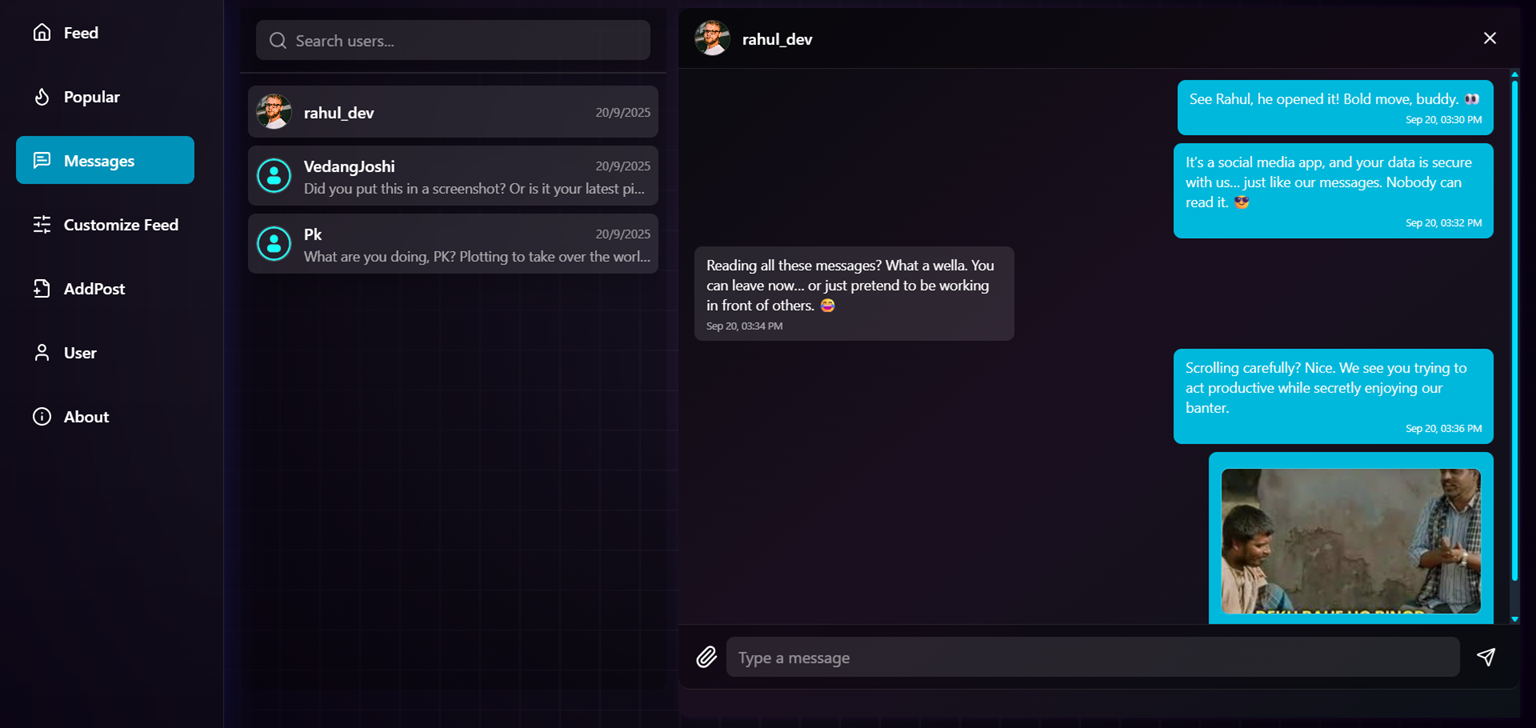 Feed
Popular
Messages
Customize Feed
AddPost
User
About
Search users...
rahul_dev
20/9/2025
VedangJoshi
20/9/2025
Did you put this in a screenshot? Or is it your latest pi...
Pk
20/9/2025
What are you doing, PK? Plotting to take over the worl...
rahul_dev
See Rahul, he opened it! Bold move, buddy. 👀
Sep 20, 03:30 PM
It's a social media app, and your data is secure
with us... just like our messages. Nobody can
read it. 😎
Sep 20, 03:32 PM
Reading all these messages? What a wella. You
can leave now... or just pretend to be working
in front of others. 😂
Sep 20, 03:34 PM
Scrolling carefully? Nice. We see you trying to
act productive while secretly enjoying our
banter.
Sep 20, 03:36 PM
DEKH RAHE HO BINOD
Type a message